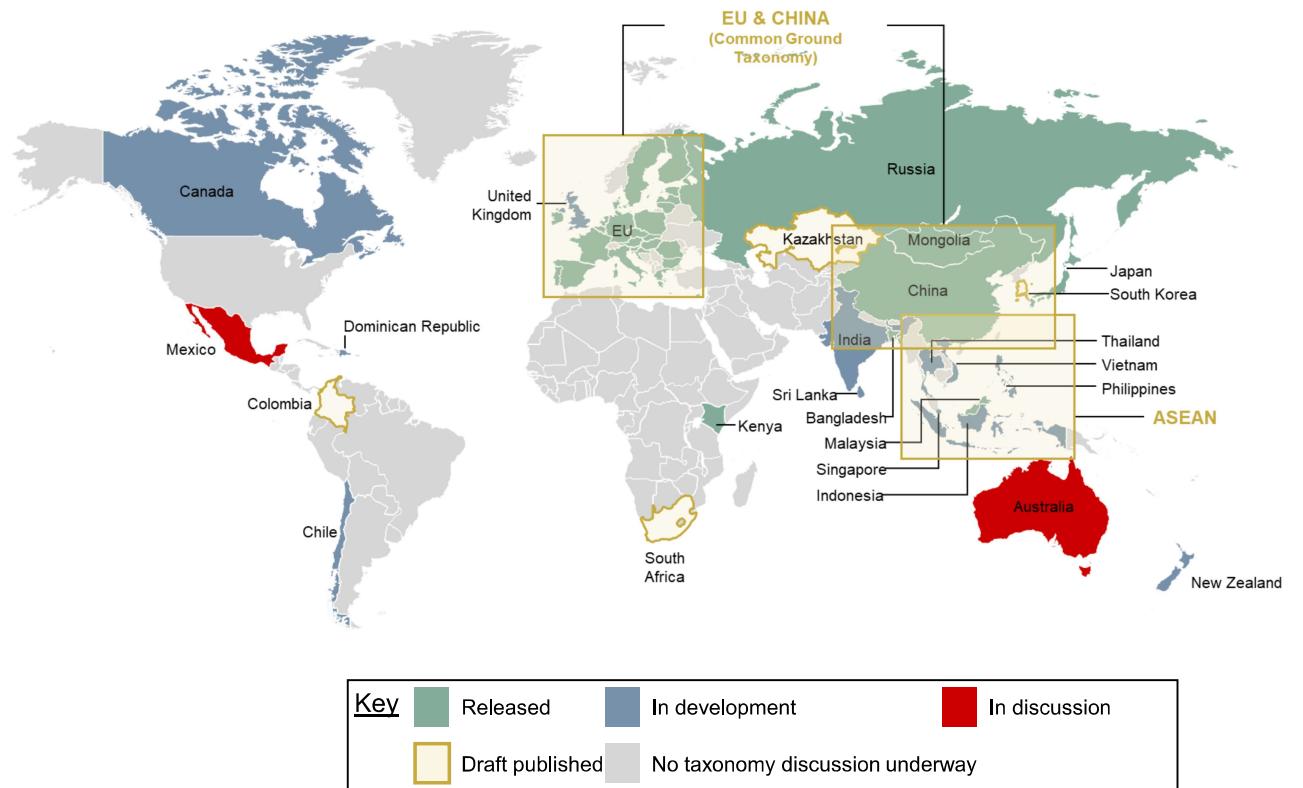 EU & CHINA
(Common Ground
Taxonomy)
Canada
Russia
United
Kingdom
EU
Kazakhstan
Mongolia
Japan
China
South Korea
Dominican Republic
Mexico
India
Thailand
Vietnam
Sri Lanka
Philippines
Colombia
Bangladesh
ASEAN
Kenya
Malaysia
Singapore
Indonesia
Australia
Chile
South
Africa
New Zealand
Key
Released
In development
In discussion
Draft published
No taxonomy discussion underway